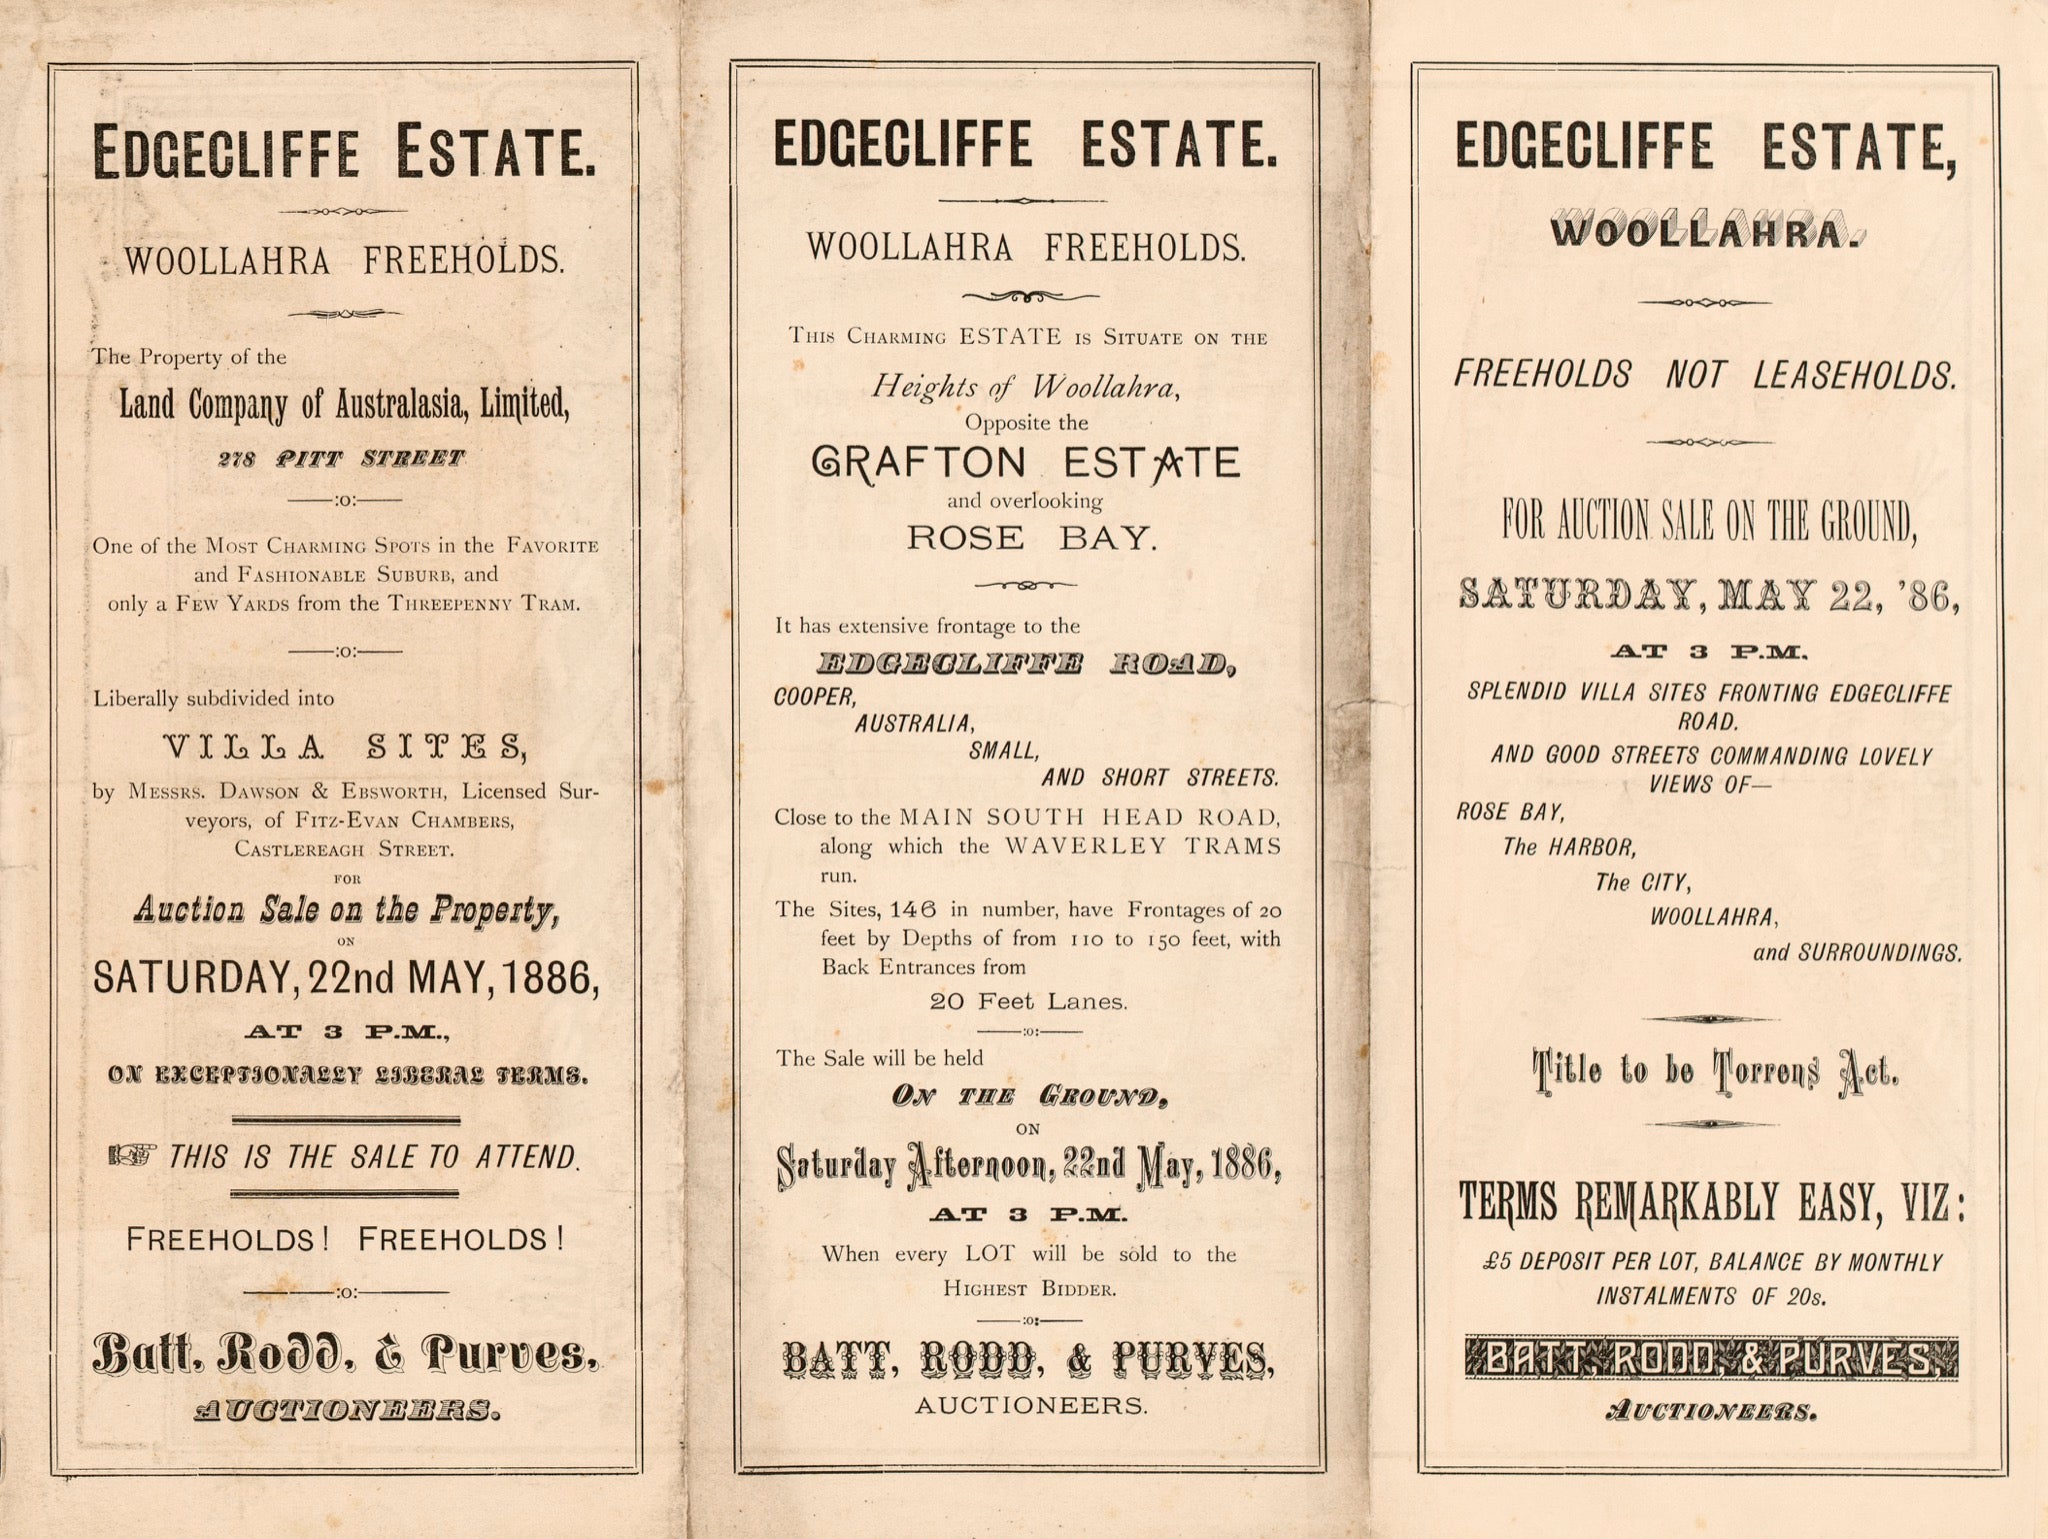 EDGECLIFFE ESTATE.
WOOLLAHRA FREEHOLDS.
The Property of the
Land Company of Australasia, Limited,
278 PITT STREET
:o:
One of the MOST CHARMING SPOTS in the FAVORITE
and FASHIONABLE SUBURB, and
only a FEW YARDS from the THREEPENNY TRAM.
:o:
Liberally subdivided into
VILLA SITES,
by MESSRS. DAWSON & EBSWORTH, Licensed Sur-
veyors, of FITZ-EVAN CHAMBERS,
CASTLEREAGH STREET.
FOR
Auction Sale on the Property,
ON
SATURDAY, 22nd MAY, 1886,
AT 3 P.M.,
ON EXCEPTIONALLY LIBERAL TERMS.
☞ THIS IS THE SALE TO ATTEND.
FREEHOLDS! FREEHOLDS!
:o:
Batt, Rodd, & Purves,
AUCTIONEERS.
EDGECLIFFE ESTATE.
WOOLLAHRA FREEHOLDS.
THIS CHARMING ESTATE IS SITUATE ON THE
Heights of Woollahra,
Opposite the
GRAFTON ESTATE
and overlooking
ROSE BAY.
It has extensive frontage to the
EDGECLIFFE ROAD,
COOPER,
AUSTRALIA,
SMALL,
AND SHORT STREETS.
Close to the MAIN SOUTH HEAD ROAD,
along which the WAVERLEY TRAMS
run.
The Sites, 146 in number, have Frontages of 20
feet by Depths of from 110 to 150 feet, with
Back Entrances from
20 Feet Lanes.
:o:
The Sale will be held
ON THE GROUND,
ON
Saturday Afternoon, 22nd May, 1886,
AT 3 P.M.
When every LOT will be sold to the
HIGHEST BIDDER.
:o:
BATT, RODD, & PURVES,
AUCTIONEERS.
EDGECLIFFE ESTATE,
WOOLLAHRA.
FREEHOLDS NOT LEASEHOLDS.
FOR AUCTION SALE ON THE GROUND,
SATURDAY, MAY 22, '86,
AT 3 P.M.
SPLENDID VILLA SITES FRONTING EDGECLIFFE
ROAD.
AND GOOD STREETS COMMANDING LOVELY
VIEWS OF—
ROSE BAY,
The HARBOR,
The CITY,
WOOLLAHRA,
and SURROUNDINGS.
Title to be Torrens Act.
TERMS REMARKABLY EASY, VIZ:
£5 DEPOSIT PER LOT, BALANCE BY MONTHLY
INSTALMENTS OF 20s.
BATT, RODD, & PURVES,
AUCTIONEERS.